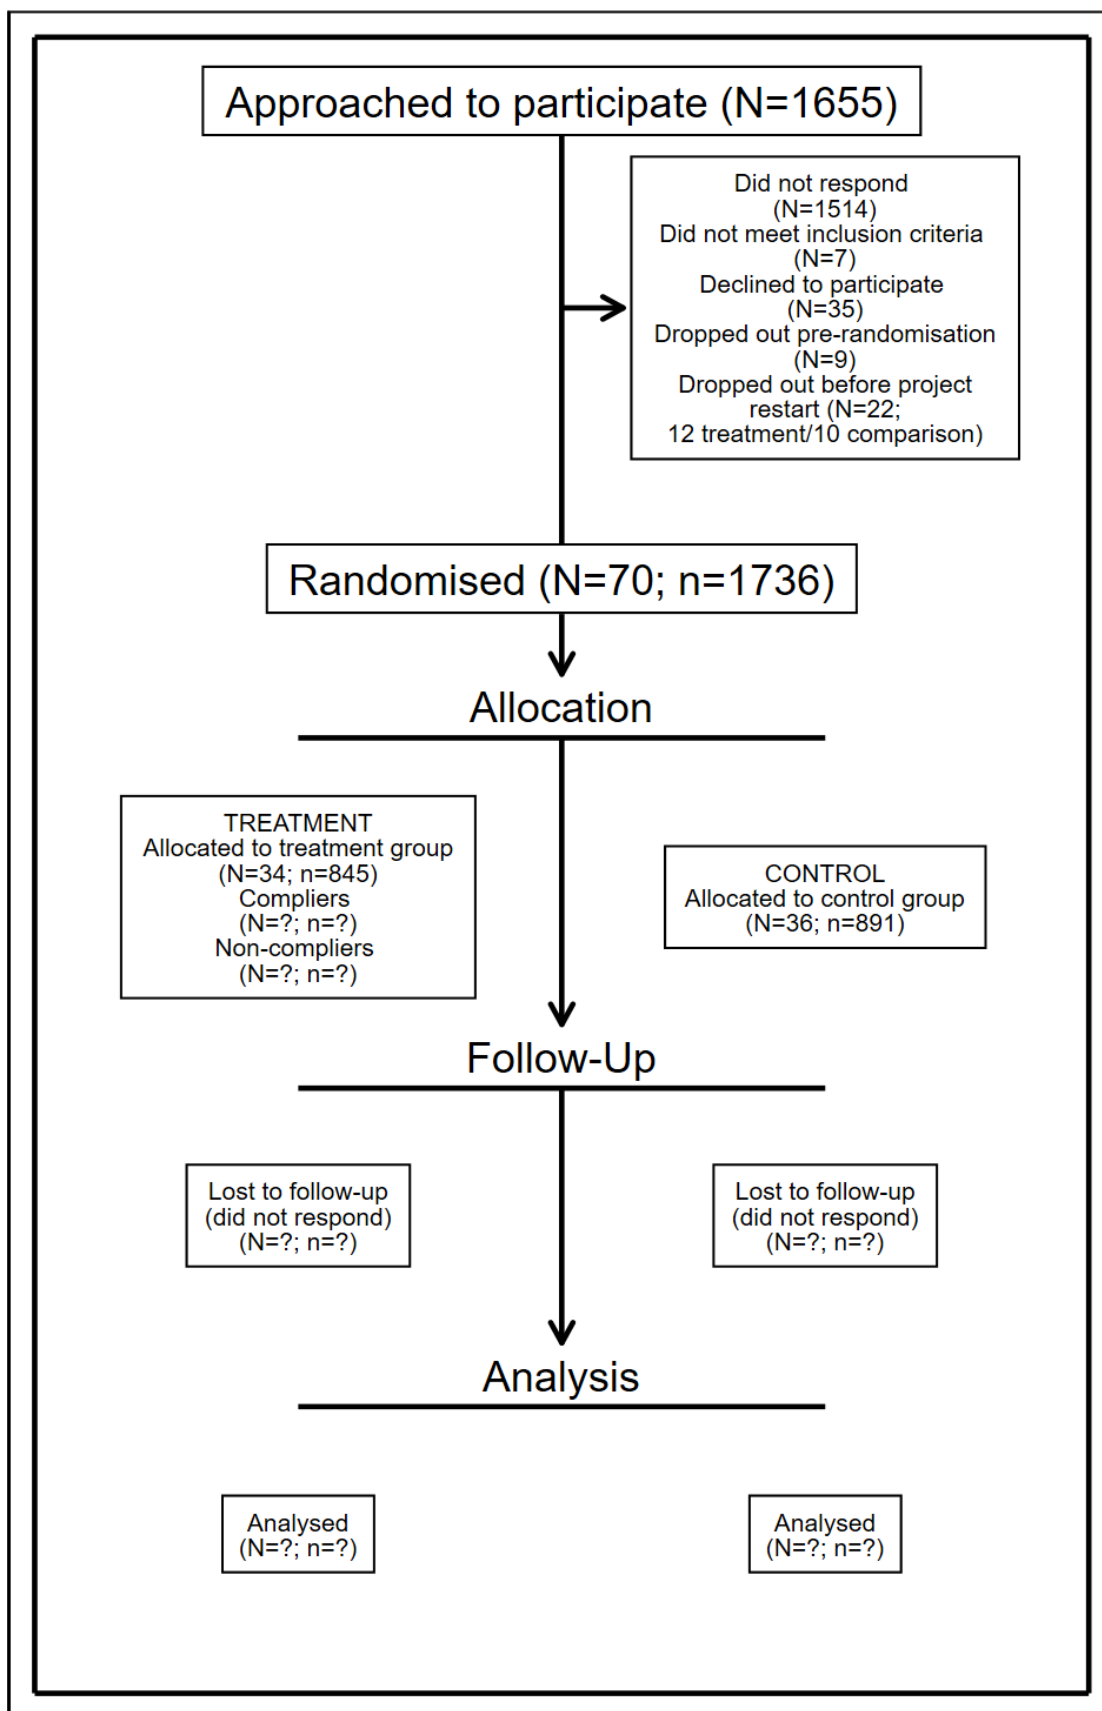 Approached to participate (N=1655)
Did not respond
(N=1514)
Did not meet inclusion criteria
(N=7)
Declined to participate
(N=35)
Dropped out pre-randomisation
(N=9)
Dropped out before project
restart (N=22;
12 treatment/10 comparison)
Randomised (N=70; n=1736)
Allocation
TREATMENT
Allocated to treatment group
(N=34; n=845)
Compliers
(N=?; n=?)
Non-compliers
(N=?; n=?)
CONTROL
Allocated to control group
(N=36; n=891)
Follow-Up
Lost to follow-up
(did not respond)
(N=?; n=?)
Lost to follow-up
(did not respond)
(N=?; n=?)
Analysis
Analysed
(N=?; n=?)
Analysed
(N=?; n=?)